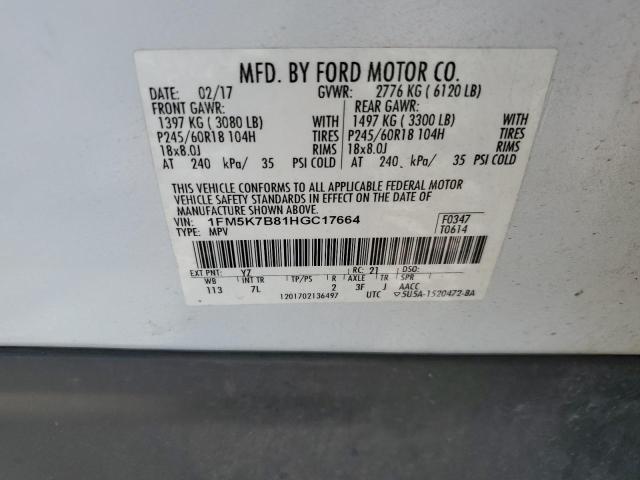 MFD. BY FORD MOTOR CO.
DATE: 02/17 GVWR: 2776 KG ( 6120 LB)
FRONT GAWR: REAR GAWR:
1397 KG ( 3080 LB) WITH 1497 KG ( 3300 LB) WITH
P245/60R18 104H TIRES P245/60R18 104H TIRES
18x8.0J RIMS 18x8.0J RIMS
AT 240 kPa/ 35 PSI COLD AT 240 kPa/ 35 PSI COLD
THIS VEHICLE CONFORMS TO ALL APPLICABLE FEDERAL MOTOR
VEHICLE SAFETY STANDARDS IN EFFECT ON THE DATE OF
MANUFACTURE SHOWN ABOVE.
VIN: 1FM5K7B81HGC17664 F0347
TYPE: MPV T0614
EXT PNT: Y7 RC: 21 DSO:
WB INT TR TP/PS R AXLE TR SPR
113 7L 2 3F J AACC
1201702136497 UTC ▽5U5A-1520472-BA